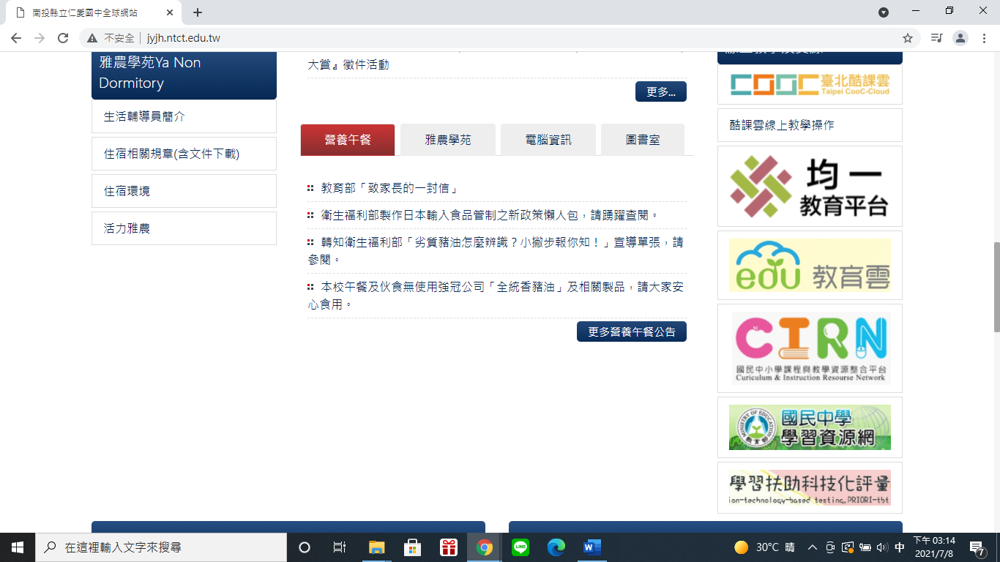 南投縣立仁愛國中全球網站
不安全
jyjh.ntct.edu.tw
雅農學苑Ya Non
Dormitory
生活輔導員簡介
住宿相關規章(含文件下載)
住宿環境
活力雅農
大賞』徵件活動
更多...
營養午餐
雅農學苑
電腦資訊
圖書室
教育部「致家長的一封信」
衛生福利部製作日本輸入食品管制之新政策懶人包，請踴躍查閱。
轉知衛生福利部「劣質豬油怎麼辨識？小撇步報你知！」宣導單張，請
參閱。
本校午餐及伙食無使用強冠公司「全統香豬油」及相關製品，請大家安
心食用。
更多營養午餐公告
COOC
臺北酷課雲
Taipei CooC-Cloud
酷課雲線上教學操作
均一
教育平台
edu 教育雲
CIRN
國民中小學課程與教學資源整合平台
Curiculum & Instruction Resourse Network
MINISTRY OF EDUCATION
教育部
國民中學
學習資源網
學習扶助科技化評量
ion-technology-based testing,PRIORI-tbt
在這裡輸入文字來搜尋
LINE
W
30°C 晴
中
下午 03:14
2021/7/8
7